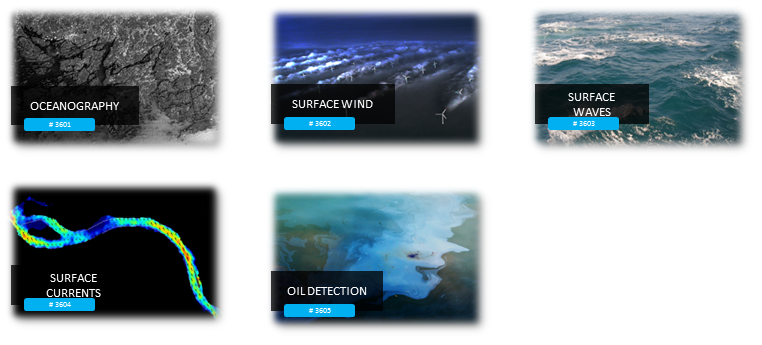 OCEANOGRAPHY
# 3601
SURFACE WIND
# 3602
SURFACE
WAVES
# 3603
SURFACE
CURRENTS
# 3604
OIL DETECTION
# 3605